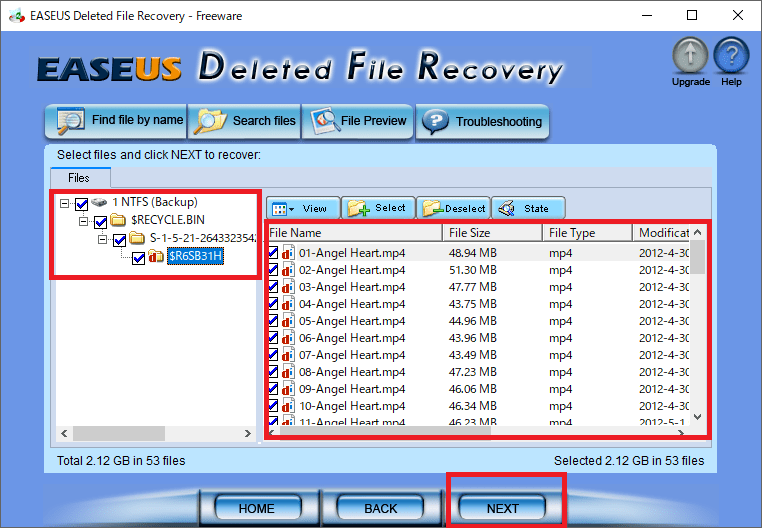 EASEUS Deleted File Recovery - Freeware
EASEUS Deleted File Recovery
Upgrade Help
Find file by name Search files File Preview Troubleshooting
Select files and click NEXT to recover:
Files
1 NTFS (Backup)
$RECYCLE.BIN
S-1-5-21-2643323542
$R6SB31H
View Select Deselect State
File Name File Size File Type Modificat
01-Angel Heart.mp4 48.94 MB mp4 2012-4-30
02-Angel Heart.mp4 51.30 MB mp4 2012-4-30
03-Angel Heart.mp4 47.77 MB mp4 2012-4-30
04-Angel Heart.mp4 43.75 MB mp4 2012-4-30
05-Angel Heart.mp4 44.96 MB mp4 2012-4-30
06-Angel Heart.mp4 43.96 MB mp4 2012-4-30
07-Angel Heart.mp4 43.49 MB mp4 2012-4-30
08-Angel Heart.mp4 47.23 MB mp4 2012-4-30
09-Angel Heart.mp4 46.06 MB mp4 2012-4-30
10-Angel Heart.mp4 46.34 MB mp4 2012-4-30
11-Angel Heart.mp4 46.23 MB mp4 2012-5-1
Total 2.12 GB in 53 files Selected 2.12 GB in 53 files
HOME BACK NEXT